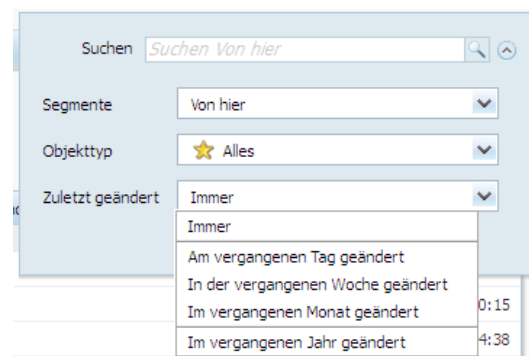 Suchen Suchen Von hier
Segmente Von hier
Objekttyp Alles
Zuletzt geändert Immer
Immer
Am vergangenen Tag geändert
In der vergangenen Woche geändert
Im vergangenen Monat geändert
0:15
Im vergangenen Jahr geändert
4:38